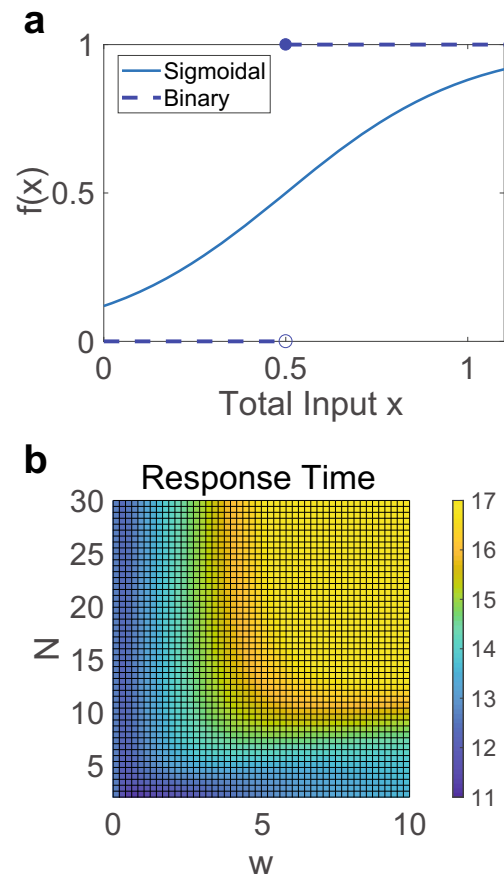 a
1
Sigmoidal
Binary
f(x)
0.5
0
0 0.5 1
Total Input x
b
Response Time
30
25
20
N
15
10
5
0 5 10
w
17
16
15
14
13
12
11